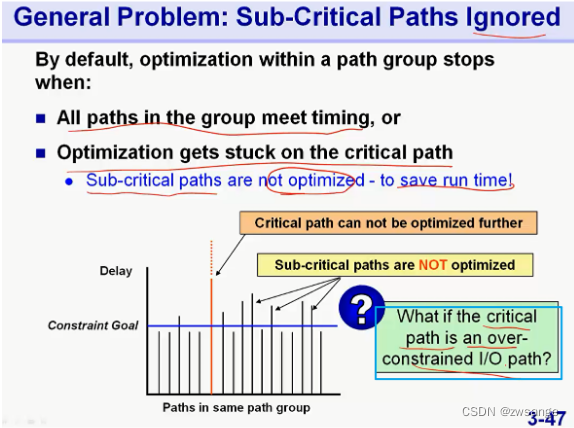 General Problem: Sub-Critical Paths Ignored
By default, optimization within a path group stops
when:
All paths in the group meet timing, or
Optimization gets stuck on the critical path
Sub-critical paths are not optimized - to save run time!
Critical path can not be optimized further
Sub-critical paths are NOT optimized
Delay
Constraint Goal
?
What if the critical
path is an over-
constrained I/O path?
Paths in same path group
CSDN @zwsange
3-47